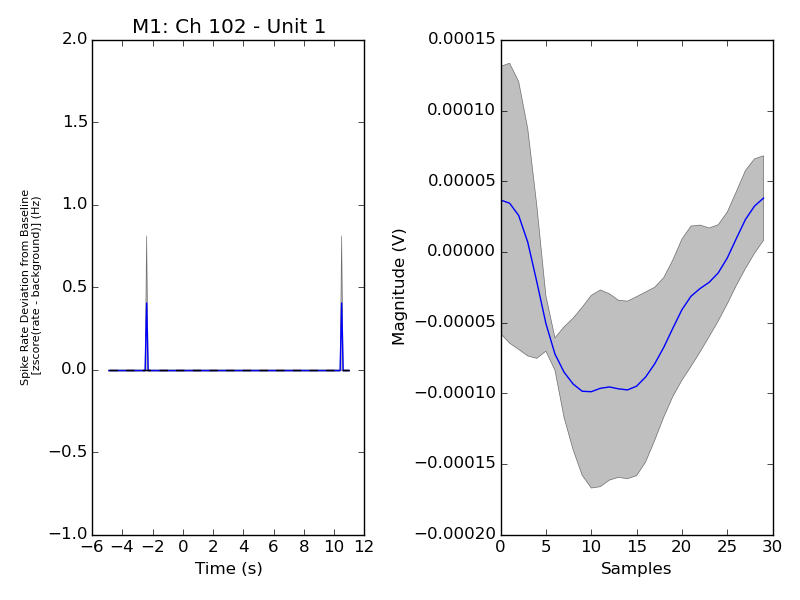 M1: Ch 102 - Unit 1
2.0
1.5
1.0
0.5
0.0
−0.5
−1.0
Spike Rate Deviation from Baseline
[zscore(rate - background)] (Hz)
−6 −4 −2 0 2 4 6 8 10 12
Time (s)
0.00015
0.00010
0.00005
0.00000
−0.00005
−0.00010
−0.00015
−0.00020
Magnitude (V)
0 5 10 15 20 25 30
Samples